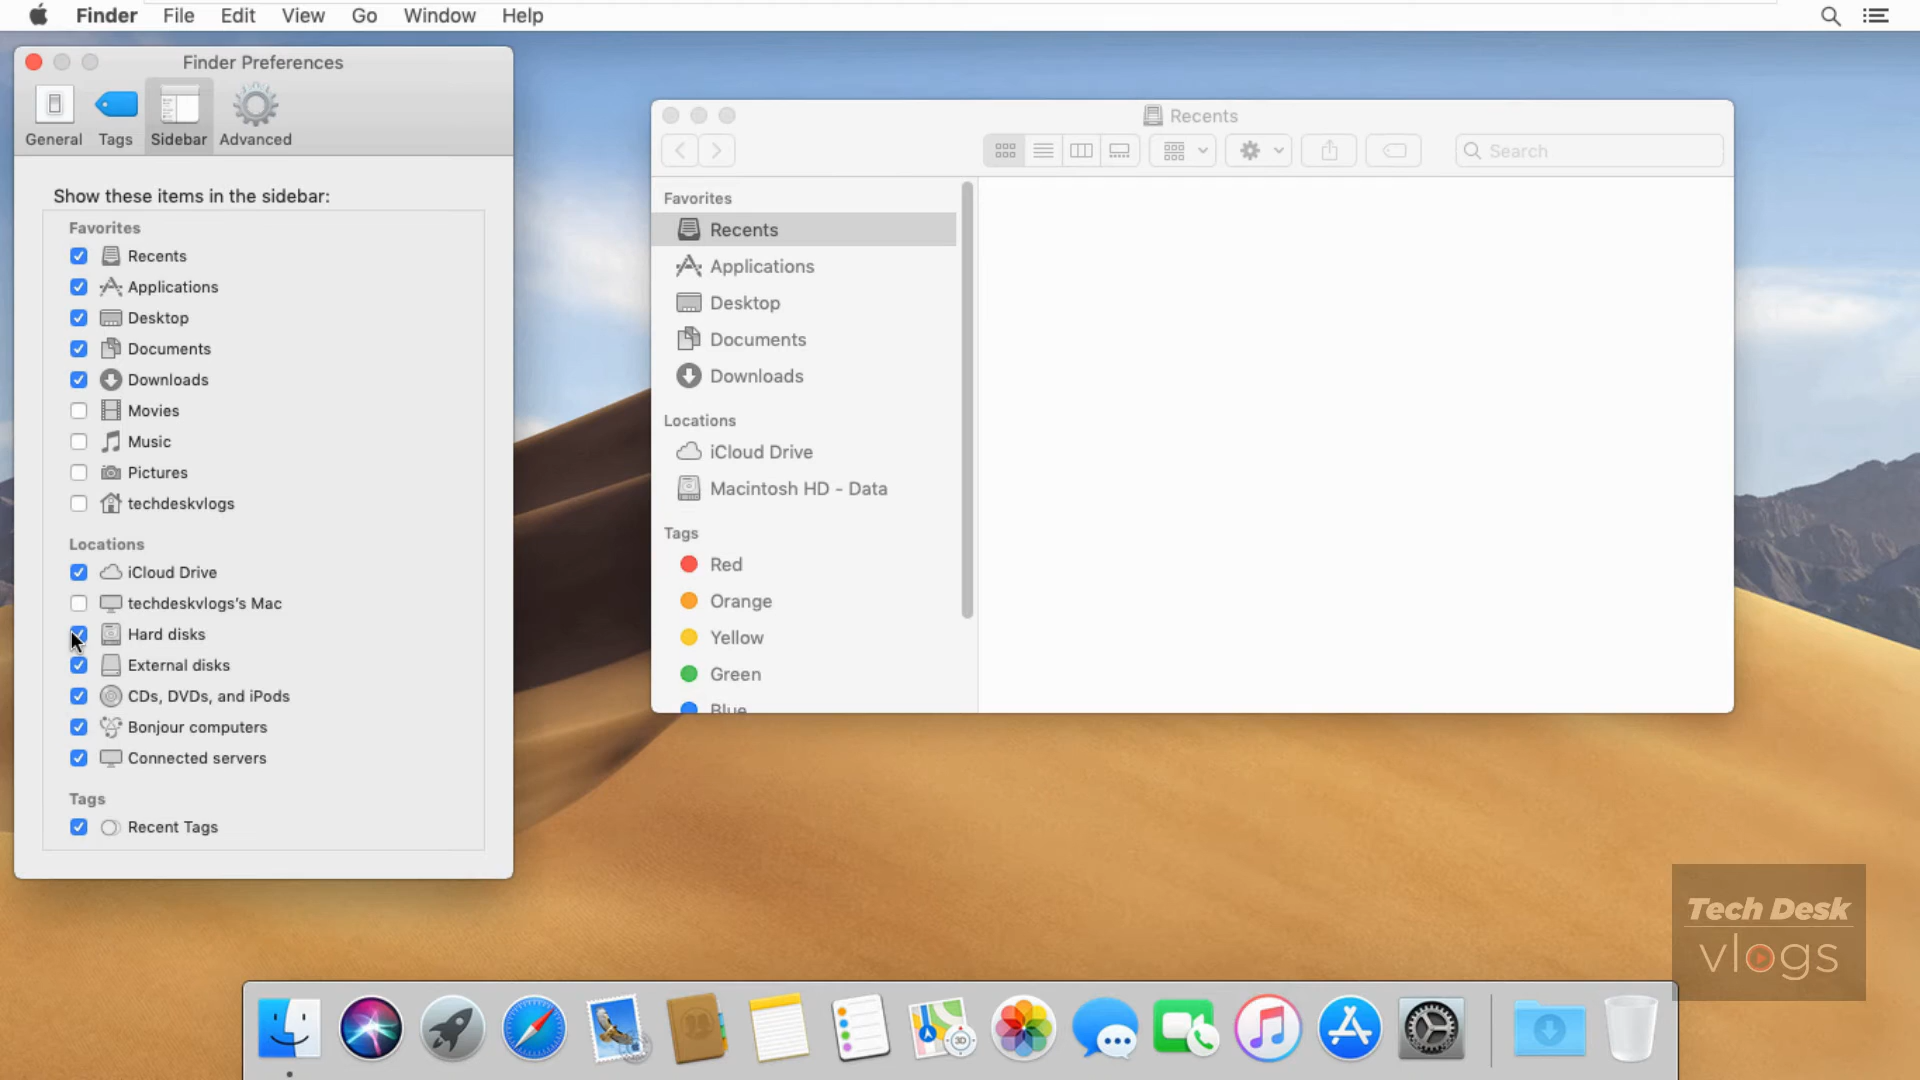 Finder File Edit View Go Window Help
Finder Preferences
General Tags Sidebar Advanced
Show these items in the sidebar:
Favorites
Recents
Applications
Desktop
Documents
Downloads
Movies
Music
Pictures
techdeskvlogs
Locations
iCloud Drive
techdeskvlogs's Mac
Hard disks
External disks
CDs, DVDs, and iPods
Bonjour computers
Connected servers
Tags
Recent Tags
Recents
Search
Favorites
Recents
Applications
Desktop
Documents
Downloads
Locations
iCloud Drive
Macintosh HD - Data
Tags
Red
Orange
Yellow
Green
Blue
Tech Desk
vlogs
3D